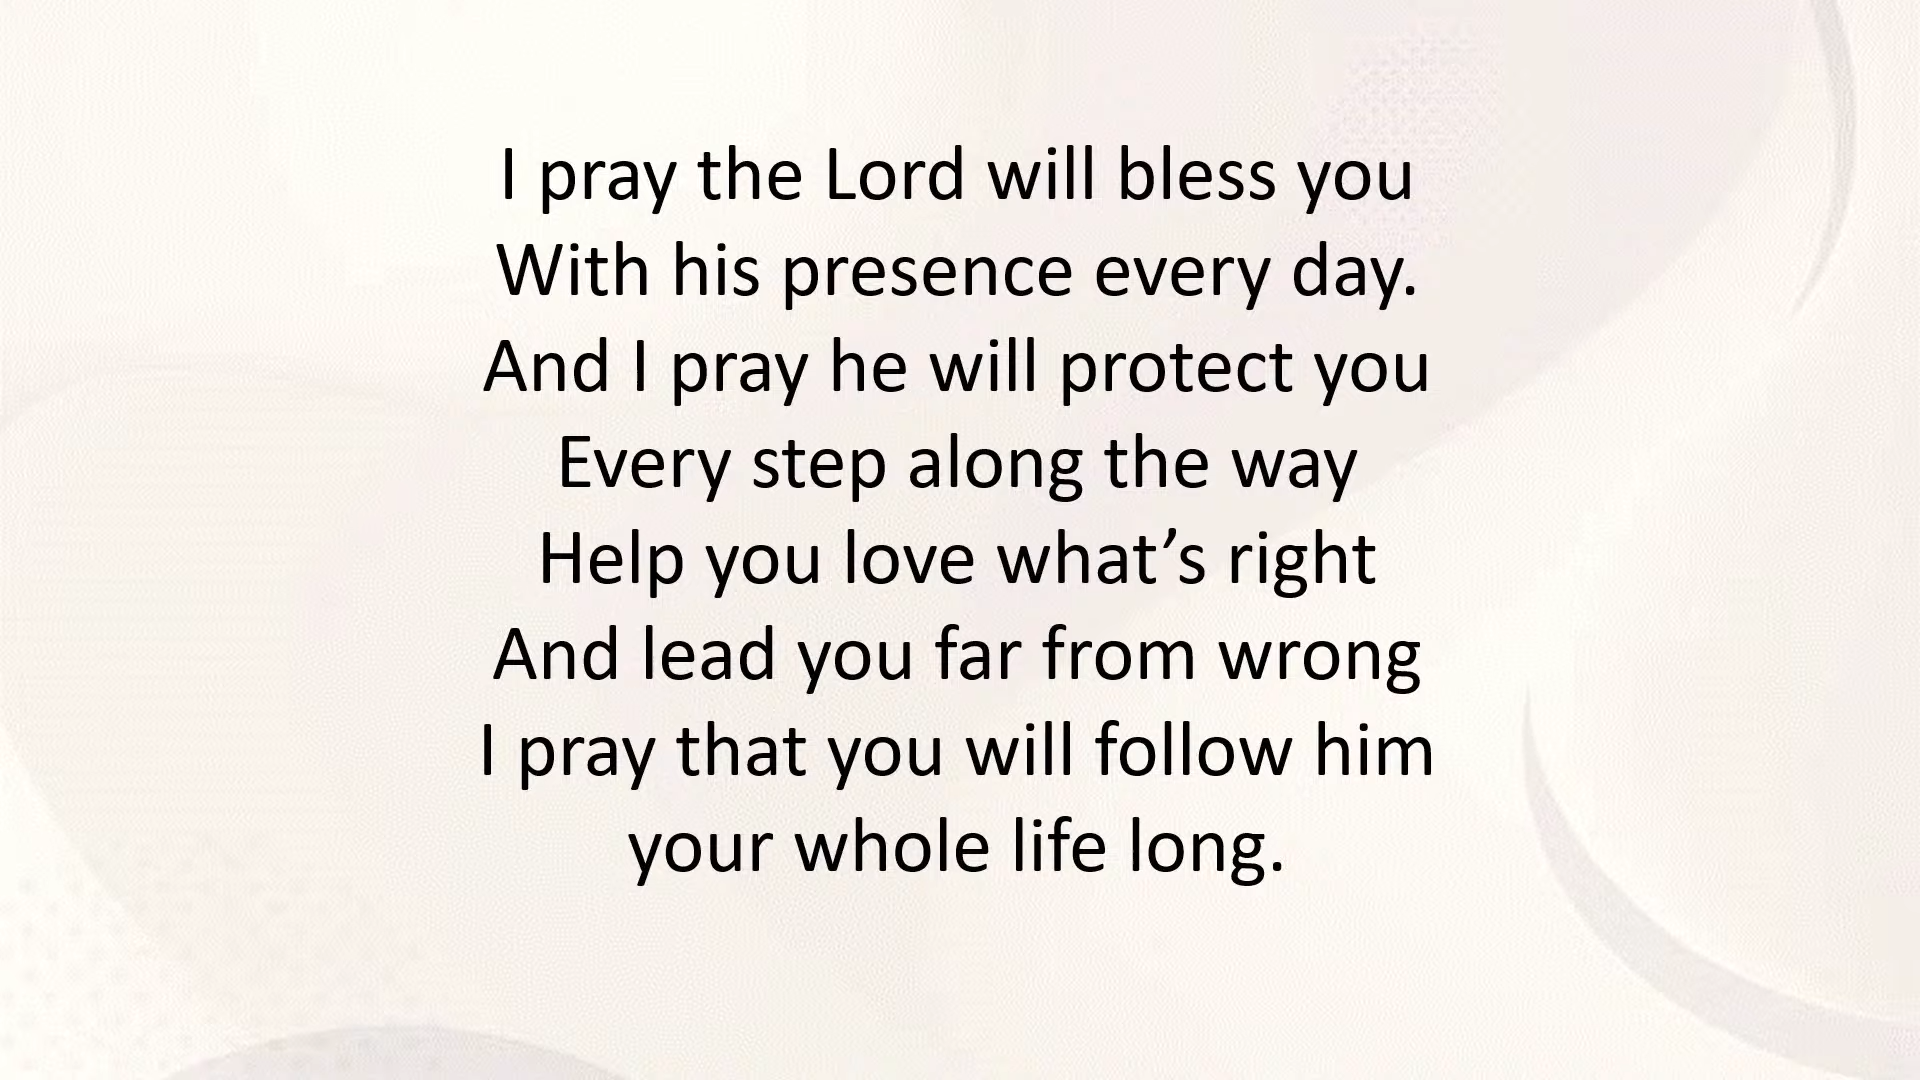 I pray the Lord will bless you
With his presence every day.
And I pray he will protect you
Every step along the way
Help you love what’s right
And lead you far from wrong
I pray that you will follow him
your whole life long.